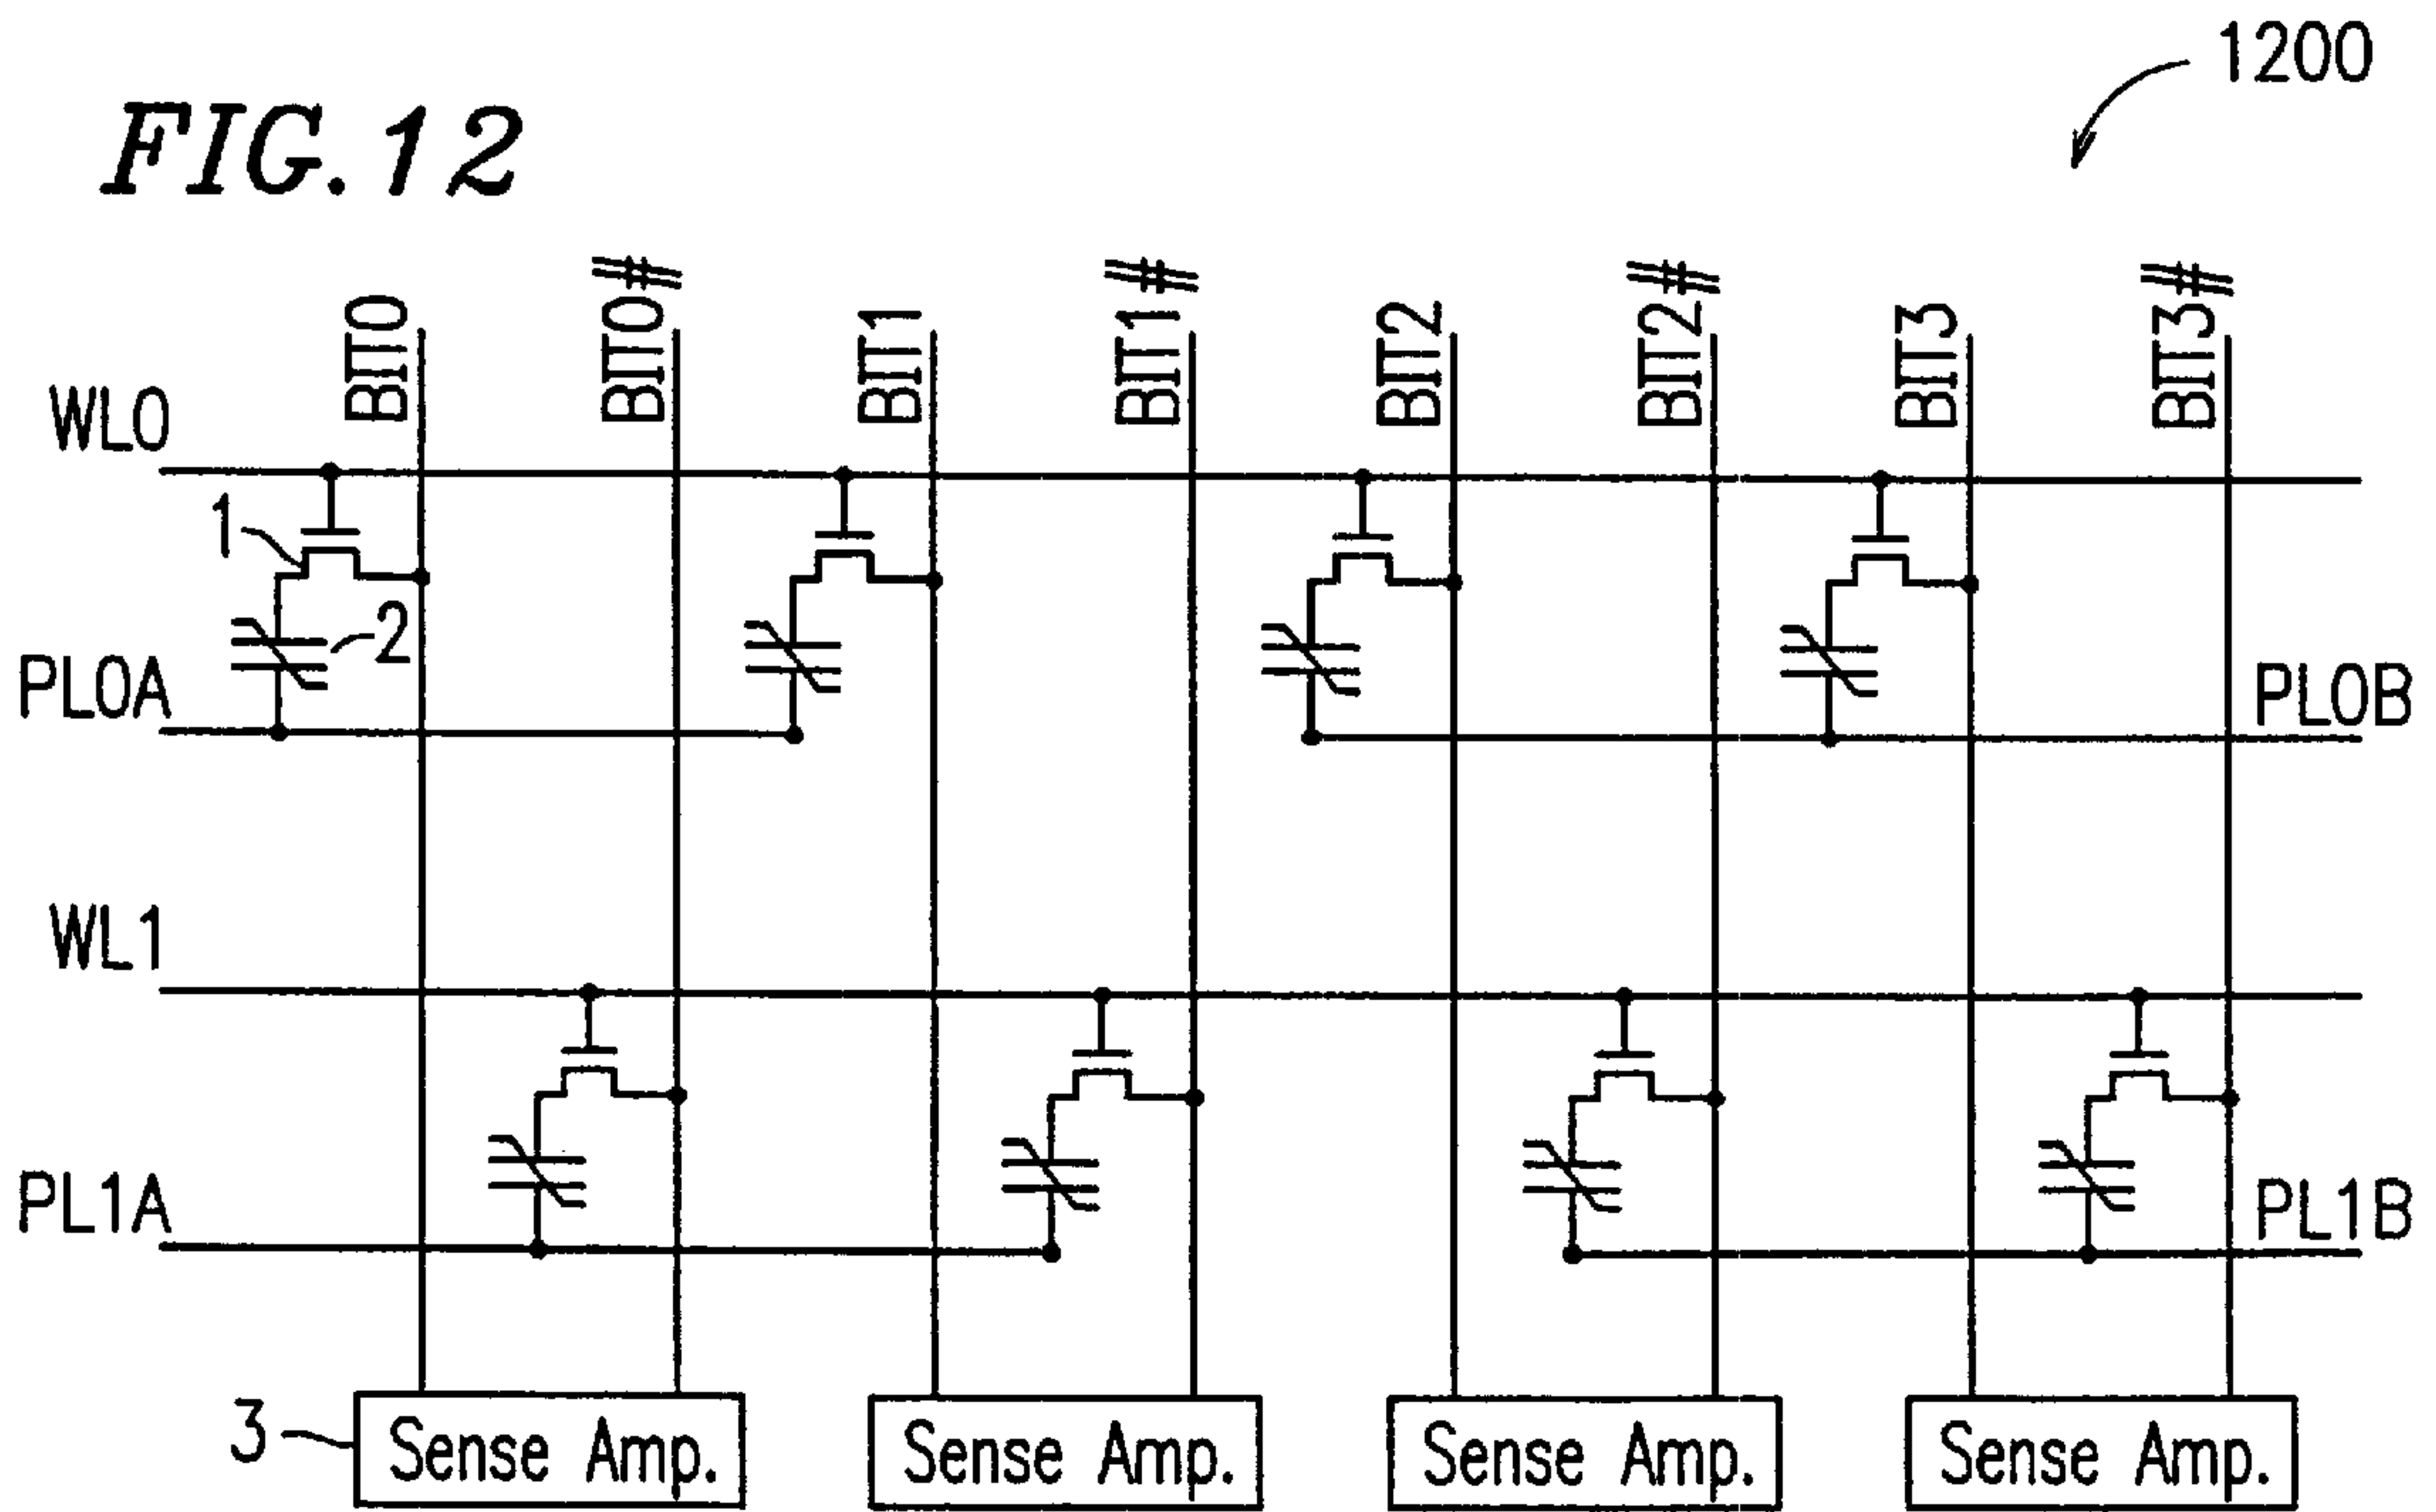 1200
FIG.12
BIT0
BIT0#
BIT1
BIT1#
BIT2
BIT2#
BIT3
BIT3#
WL0
1
2
PL0A
PL0B
WL1
PL1A
PL1B
3
Sense Amp.
Sense Amp.
Sense Amp.
Sense Amp.